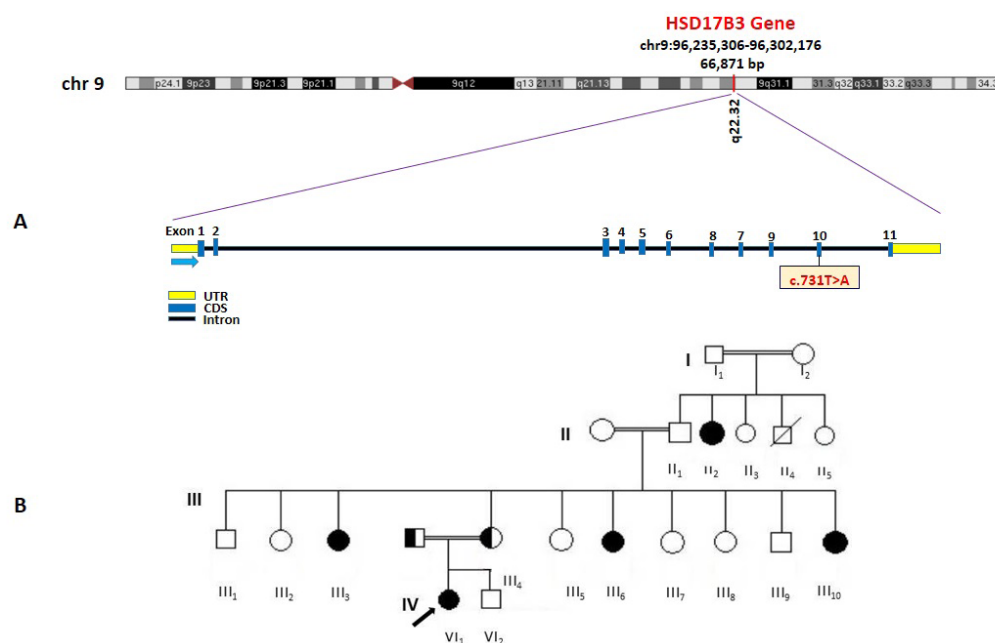 HSD17B3 Gene
chr9:96,235,306-96,302,176
66,871 bp
chr 9
p24.1 9p23 9p21.3 9p21.1 9q12 q13 21.11 q21.13 9q31.1 31.3 q32 q33.1 33.2 q33.3 34.3
q22.32
A
Exon 1 2 3 4 5 6 8 7 9 10 11
c.731T>A
UTR
CDS
Intron
I
I1 I2
II
II1 II2 II3 II4 II5
III
B
III1 III2 III3 III4 III5 III6 III7 III8 III9 III10
IV
VI1 VI2